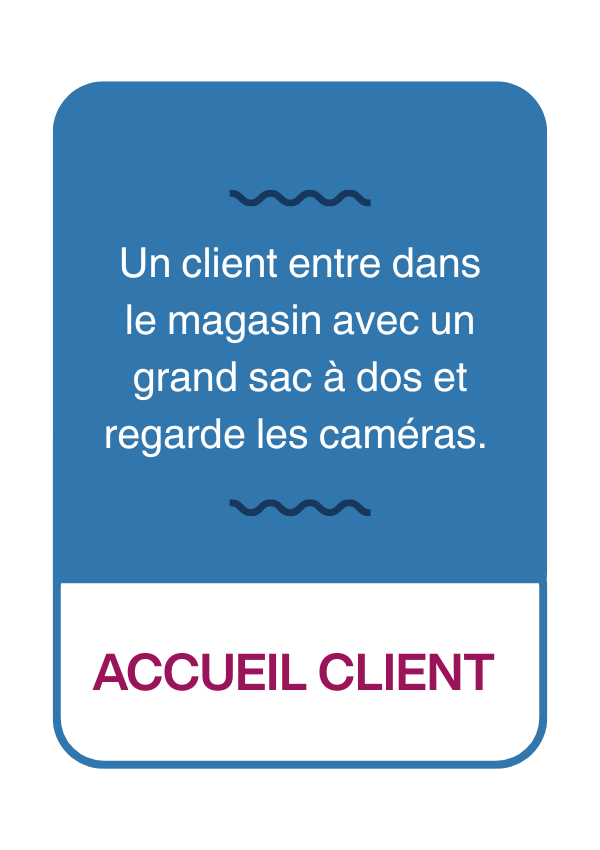 Un client entre dans
le magasin avec un
grand sac à dos et
regarde les caméras.
ACCUEIL CLIENT